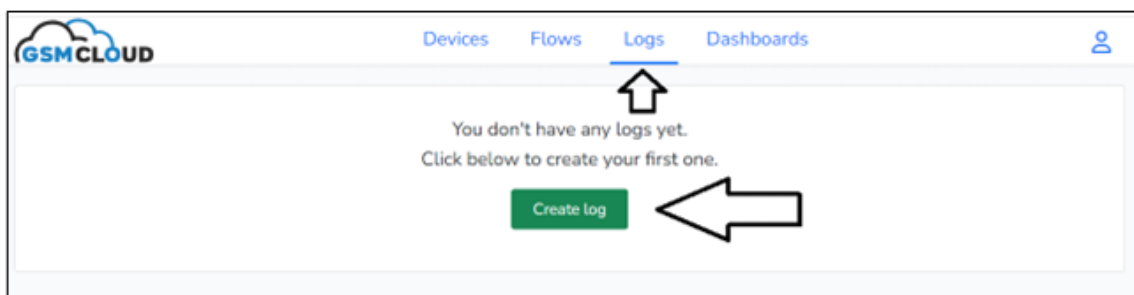 GSMCLOUD
Devices Flows Logs Dashboards
You don't have any logs yet.
Click below to create your first one.
Create log